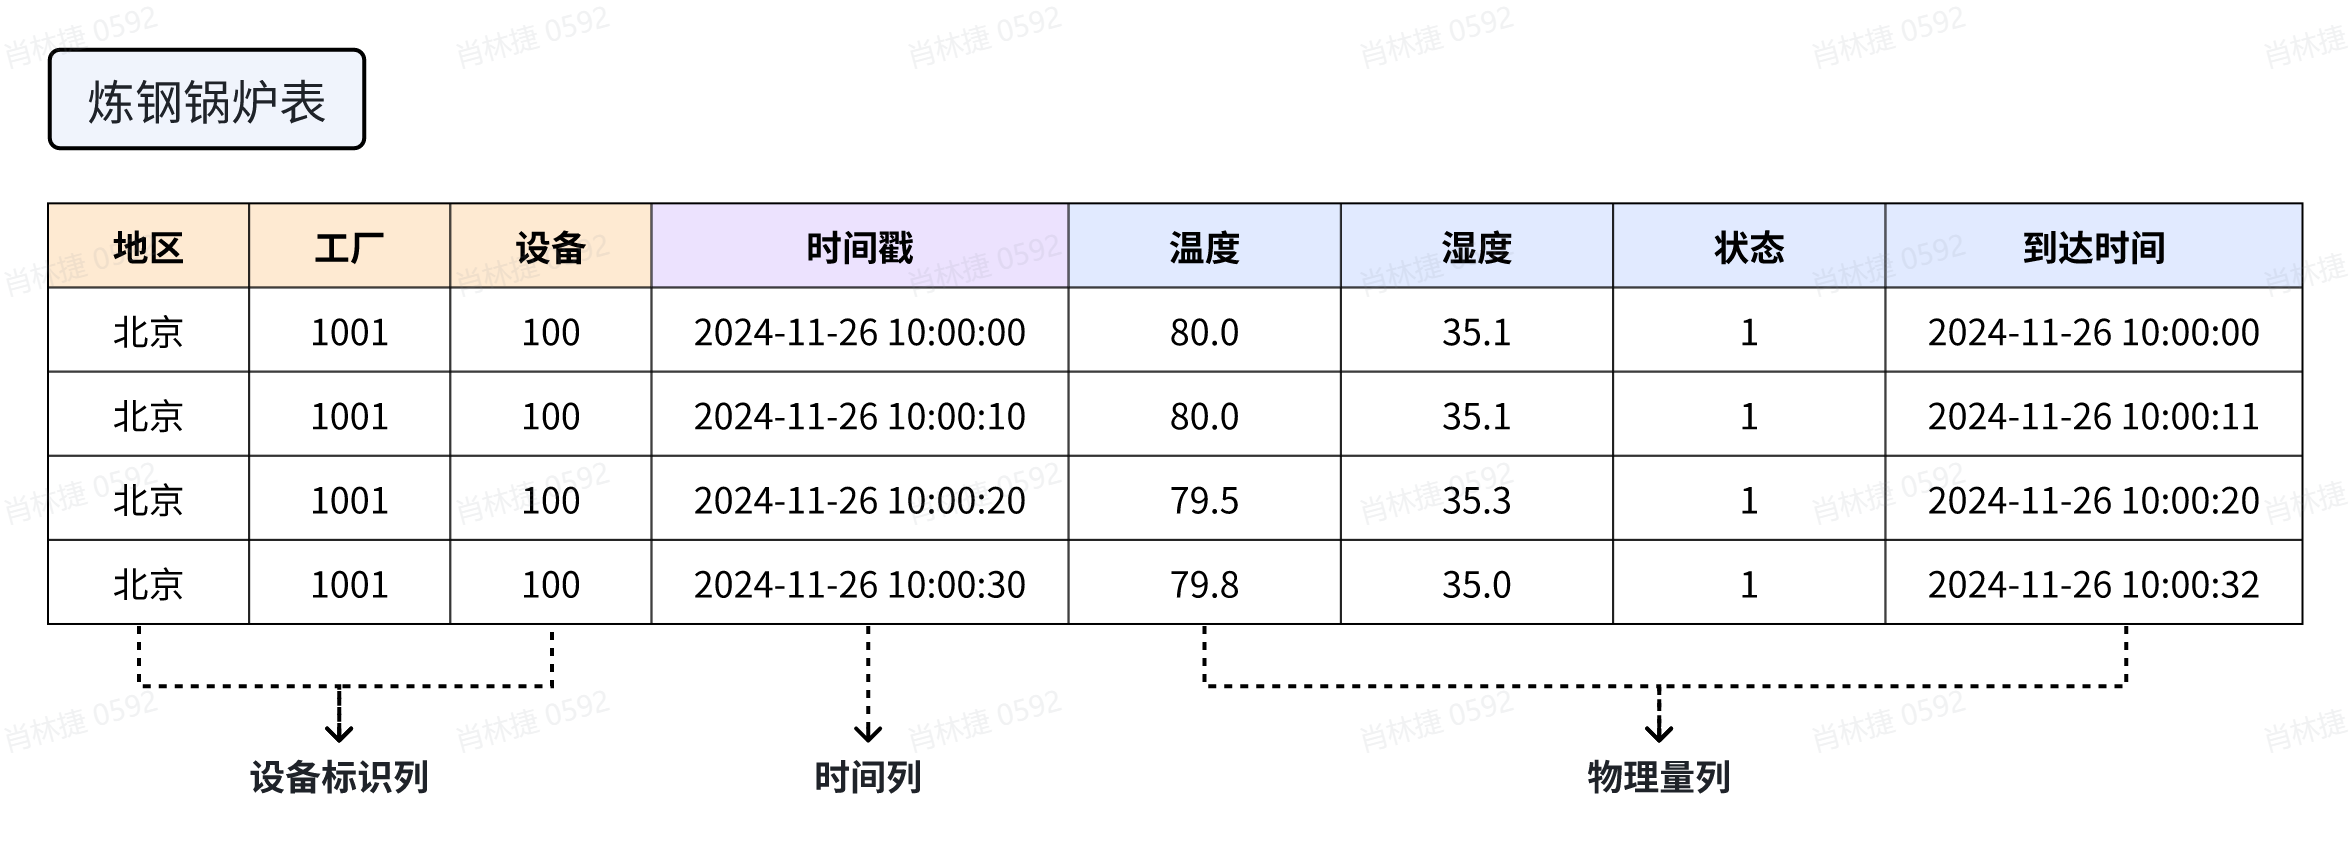 炼钢锅炉表
地区 工厂 设备 时间戳 温度 湿度 状态 到达时间
北京 1001 100 2024-11-26 10:00:00 80.0 35.1 1 2024-11-26 10:00:00
北京 1001 100 2024-11-26 10:00:10 80.0 35.1 1 2024-11-26 10:00:11
北京 1001 100 2024-11-26 10:00:20 79.5 35.3 1 2024-11-26 10:00:20
北京 1001 100 2024-11-26 10:00:30 79.8 35.0 1 2024-11-26 10:00:32
设备标识列 时间列 物理量列
肖林捷 0592